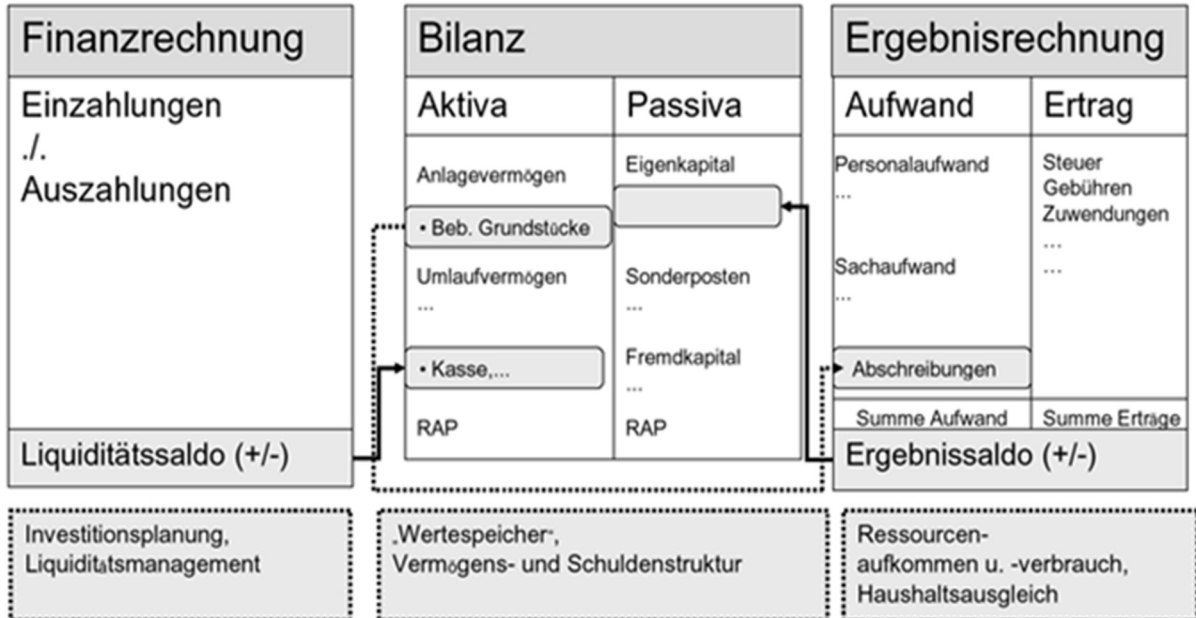 Finanzrechnung
Einzahlungen
./.
Auszahlungen
Liquiditätssaldo (+/-)
Investitionsplanung,
Liquiditätsmanagement
Bilanz
Aktiva
Anlagevermögen
• Beb. Grundstücke
Umlaufvermögen
...
• Kasse,...
RAP
Passiva
Eigenkapital
Sonderposten
...
Fremdkapital
...
RAP
„Wertespeicher“,
Vermögens- und Schuldenstruktur
Ergebnisrechnung
Aufwand
Personalaufwand
...
Sachaufwand
...
Abschreibungen
Summe Aufwand
Ertrag
Steuer
Gebühren
Zuwendungen
...
...
Summe Erträge
Ergebnissaldo (+/-)
Ressourcen-
aufkommen u. -verbrauch,
Haushaltsausgleich